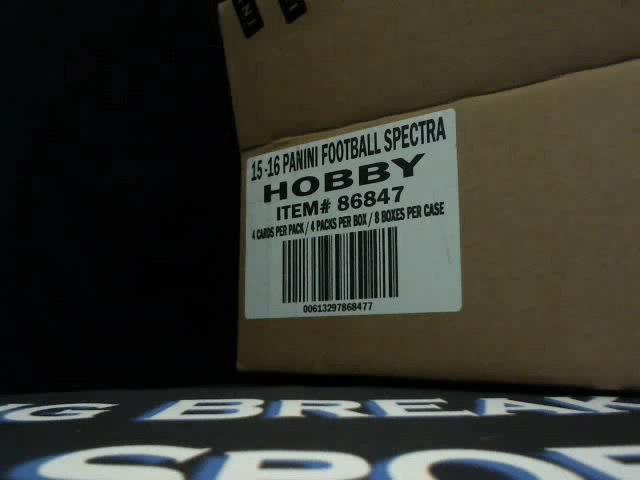 15-16 PANINI FOOTBALL SPECTRA
HOBBY
ITEM# 86847
4 CARDS PER PACK / 4 PACKS PER BOX / 8 BOXES PER CASE
00613297868477
BREAK